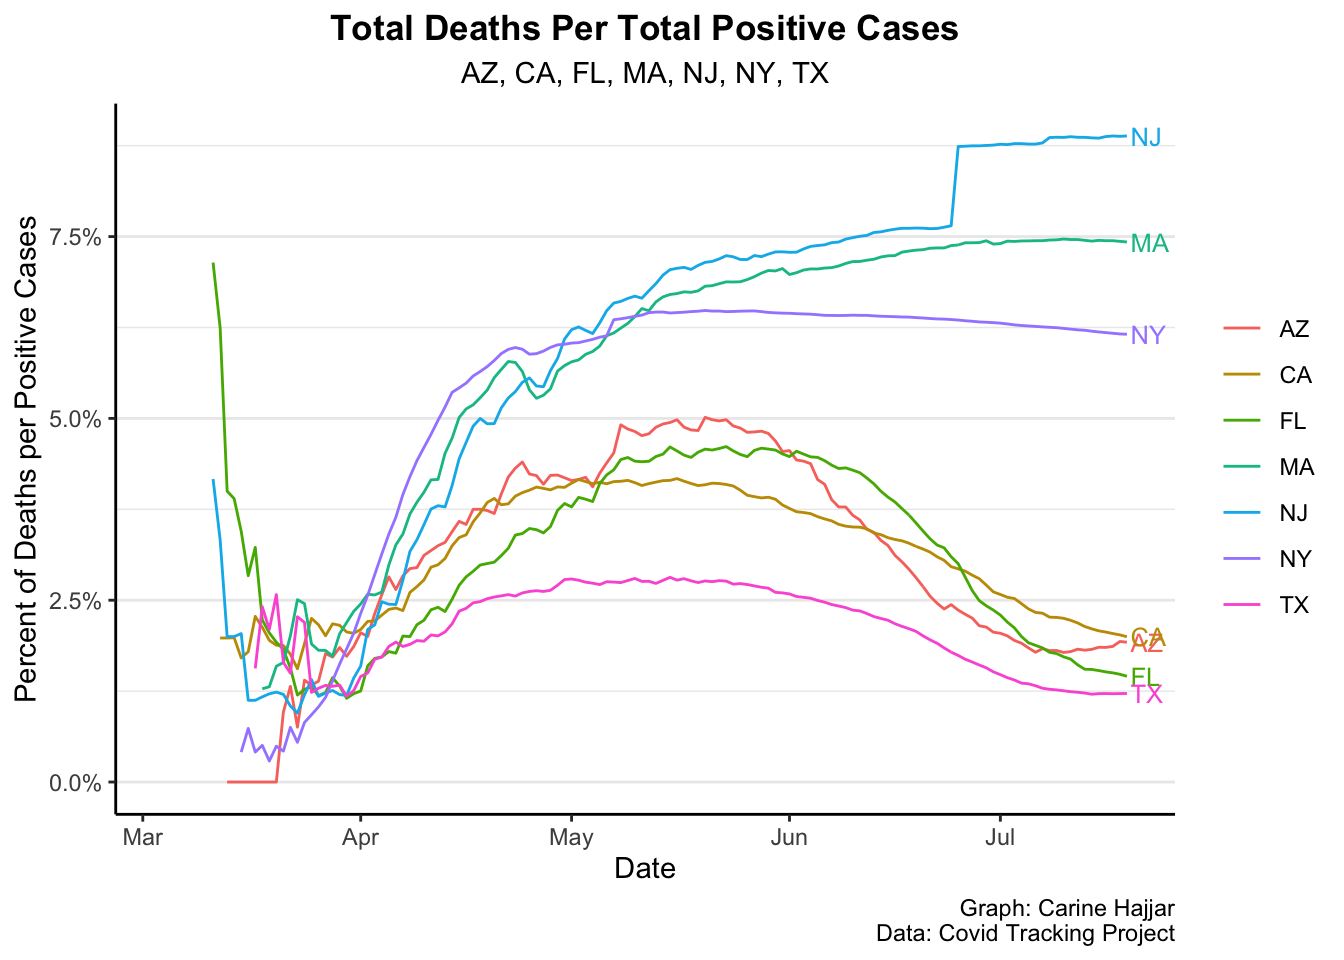 Total Deaths Per Total Positive Cases
AZ, CA, FL, MA, NJ, NY, TX
Percent of Deaths per Positive Cases
7.5%
5.0%
2.5%
0.0%
Mar
Apr
May
Jun
Jul
Date
NJ
MA
NY
CA
AZ
FL
TX
AZ
CA
FL
MA
NJ
NY
TX
Graph: Carine Hajjar
Data: Covid Tracking Project